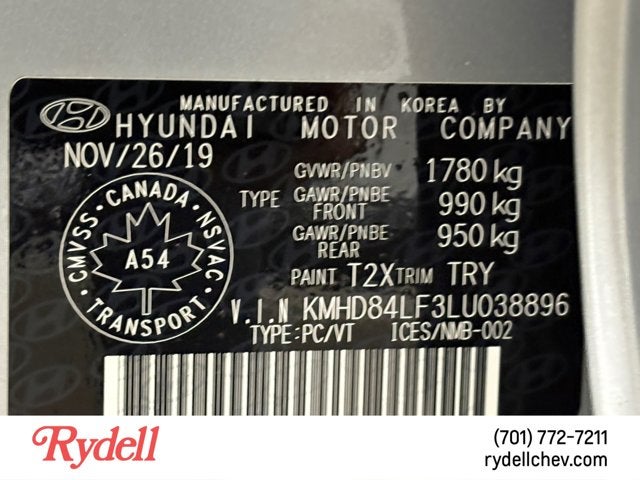 MANUFACTURED IN KOREA BY
HYUNDAI MOTOR COMPANY
NOV/26/19
GVWR/PNBV 1780 kg
TYPE GAWR/PNBE FRONT 990 kg
GAWR/PNBE REAR 950 kg
PAINT T2X TRIM TRY
CMVSS · CANADA · NSVAC · TRANSPORT ·
A54
V.I.N KMHD84LF3LU038896
TYPE:PC/VT ICES/NMB-002
Rydell
(701) 772-7211
rydellchev.com